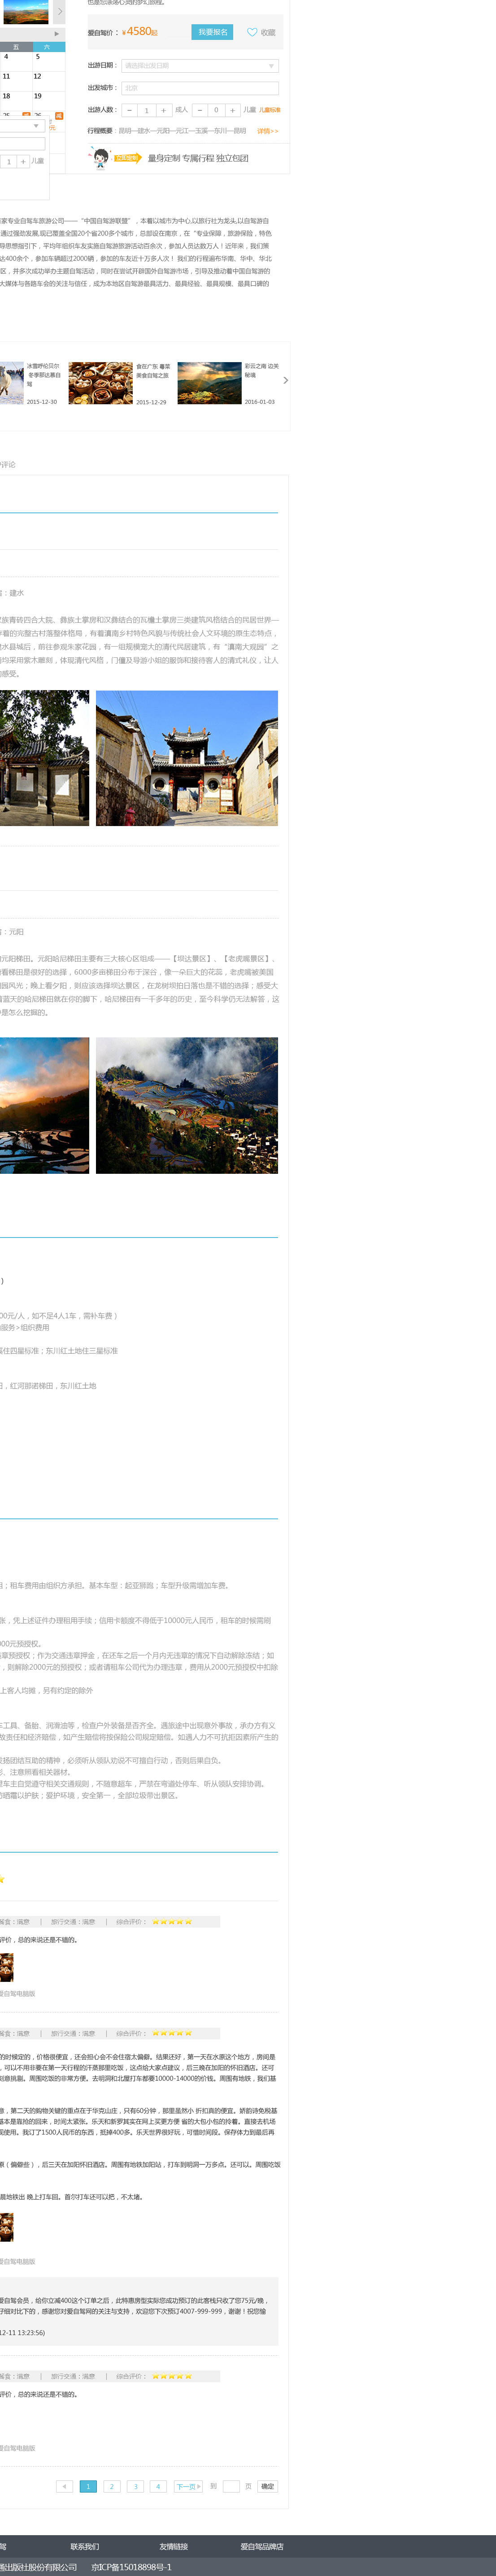 也是您涤荡心灵的梦幻旅程。
五 六
4 5
11 12
18 19
爱自驾价：￥4580起 我要报名 收藏
出游日期： 请选择出发日期
出发城市： 北京
出游人数： － 1 ＋ 成人 － 0 ＋ 儿童 儿童标准
行程概要：昆明—建水—元阳—元江—玉溪—东川—昆明 详情>>
量身定制 专属行程 独立包团
1 ＋ 儿童
家专业自驾车旅游公司——“中国自驾游联盟”，本着以城市为中心,以旅行社为龙头,以自驾游自
通过强劲发展,现已覆盖全国20个省200多个城市，总部设在南京，在“专业保障，旅游保险，特色
导思想指引下，平均年组织车友实施自驾游旅游活动百余次，参加人员达数万人！近年来，我们策
达400余个，参加车辆超过2000辆，参加的车友近十万多人次！ 我们的行程遍布华南、华中、华北
区，并多次成功举办主题自驾活动，同时在尝试开辟国外自驾游市场，引导及推动着中国自驾游的
大媒体与各路车会的关注与信任，成为本地区自驾游最具活力、最具经验、最具规模、最具口碑的
冰雪呼伦贝尔
冬季那达慕自
驾
2015-12-30
食在广东 粤菜
美食自驾之旅
2015-12-29
彩云之南 边关
秘境
2016-01-03
评论
：建水
族青砖四合大院、彝族土掌房和汉彝结合的瓦檐土掌房三类建筑风格结合的民居世界—
着的完整古村落整体格局，有着滇南乡村特色风貌与传统社会人文环境的原生态特点，
水县城后，前往参观朱家花园，有一组规模宏大的清代民居建筑，有“滇南大观园”之
均采用紫木雕刻，体现清代风格，门僮及导游小姐的服饰和接待客人的清式礼仪，让人
感受。
：元阳
元阳梯田。元阳哈尼梯田主要有三大核心区组成——【坝达景区】、【老虎嘴景区】、
看梯田是很好的选择，6000多亩梯田分布于深谷，像一朵巨大的花蕊，老虎嘴被美国
园风光；晚上看夕阳，则应该选择坝达景区，在龙树坝拍日落也是不错的选择；感受大
蓝天的哈尼梯田就在你的脚下，哈尼梯田有一千多年的历史，至今科学仍无法解答，这
是怎么挖掘的。
）
00元/人，如不足4人1车，需补车费）
服务>组织费用
住四星标准；东川红土地住三星标准
，红河部诺梯田，东川红土地
；租车费用由组织方承担。基本车型：起亚狮跑；车型升级需增加车费。
张，凭上述证件办理租用手续；信用卡额度不得低于10000元人民币，租车的时候需刷
000元预授权。
章预授权；作为交通违章押金，在还车之后一个月内无违章的情况下自动解除冻结；如
，则解除2000元的预授权；或者请租车公司代为办理违章，费用从2000元预授权中扣除
上客人均摊，另有约定的除外
工具、备胎、润滑油等，检查户外装备是否齐全。遇旅途中出现意外事故，承办方有义
故责任和经济赔偿，如产生赔偿将按保险公司规定赔偿。如遇人力不可抗拒因素所产生的
扬团结互助的精神，必须听从领队劝说不可擅自行动，否则后果自负。
、注意照看相关器材。
车主自觉遵守相关交通规则，不随意超车，严禁在弯道处停车、听从领队安排协调。
防晒霜以护肤；爱护环境，安全第一，全部垃圾带出景区。
餐食：满意 | 旅行交通：满意 | 综合评价：
评价，总的来说还是不错的。
爱自驾电脑版
餐食：满意 | 旅行交通：满意 | 综合评价：
的时候定的，价格很便宜，还会担心会不会住宿太偏僻。结果还好，第一天在水原这个地方，房间是
，可以不用非要在第一天行程的汗蒸那里吃饭，这点给大家点建议，后三晚在加阳的怀旧酒店。还可
刻意挑剔。周围吃饭的非常方便。去明洞和北屋打车都要10000-14000的价钱。周围有地铁，我们基
意，第二天的购物关键的重点在于华克山庄，只有60分钟，那里虽然小 折扣真的便宜。娇韵诗免税基
基本是直抢的回来，时间太紧张。乐天和新罗其实在网上买更方便 省的大包小包的拎着。直接去机场
观使用。我订了1500人民币的东西，抵掉400多。乐天世界很好玩，可惜时间短。保存体力到最后再
原（偏僻些），后三天在加阳怀旧酒店。周围有地铁加阳站，打车到明洞一万多点。还可以。周围吃饭
晨地铁出 晚上打车回。首尔打车还可以把，不太堵。
爱自驾电脑版
爱自驾会员，给你立减400这个订单之后，此特惠房型实际您成功预订的此客栈只收了您75元/晚，
仔细对比下的，感谢您对爱自驾网的关注与支持，欢迎您下次预订4007-999-999，谢谢！祝您愉
12-11 13:23:56)
餐食：满意 | 旅行交通：满意 | 综合评价：
评价，总的来说还是不错的。
爱自驾电脑版
1 2 3 4 下一页 到 页 确定
驾 联系我们 友情链接 爱自驾品牌店
出版社股份有限公司 京ICP备15018898号-1